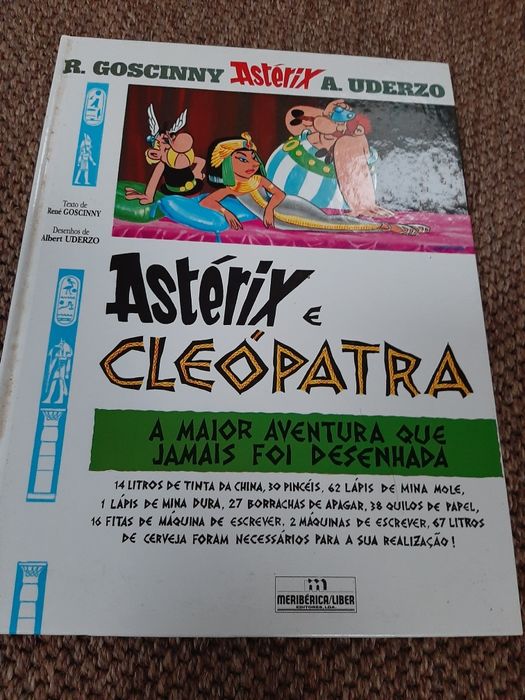 R. GOSCINNY Astérix A. UDERZO
Texto de
René GOSCINNY
Desenhos de
Albert UDERZO
Astérix E
CLEÓPATRA
A MAIOR AVENTURA QUE
JAMAIS FOI DESENHADA
14 LITROS DE TINTA DA CHINA, 30 PINCÉIS, 62 LÁPIS DE MINA MOLE,
1 LÁPIS DE MINA DURA, 27 BORRACHAS DE APAGAR, 38 QUILOS DE PAPEL,
16 FITAS DE MÁQUINA DE ESCREVER, 2 MÁQUINAS DE ESCREVER, 67 LITROS
DE CERVEJA FORAM NECESSÁRIOS PARA A SUA REALIZAÇÃO!
m
MERIBÉRICA/LIBER
EDITORES, LDA.